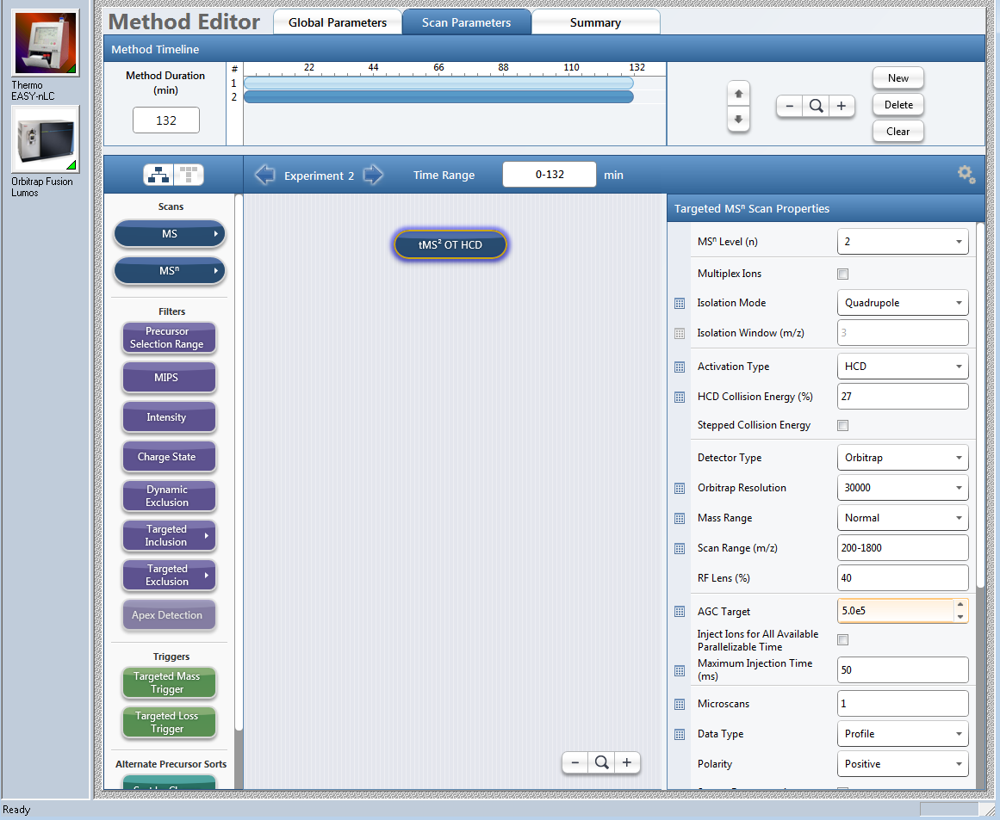 Method Editor
Global Parameters
Scan Parameters
Summary
Thermo
EASY-nLC
Orbitrap Fusion
Lumos
Method Timeline
Method Duration
(min)
132
#
22 44 66 88 110 132
1
2
New
Delete
Clear
Experiment 2
Time Range
0-132
min
Scans
MS
MSⁿ
Filters
Precursor
Selection Range
MIPS
Intensity
Charge State
Dynamic
Exclusion
Targeted
Inclusion
Targeted
Exclusion
Apex Detection
Triggers
Targeted Mass
Trigger
Targeted Loss
Trigger
Alternate Precursor Sorts
tMS² OT HCD
Targeted MSⁿ Scan Properties
MSⁿ Level (n) 2
Multiplex Ions
Isolation Mode Quadrupole
Isolation Window (m/z) 3
Activation Type HCD
HCD Collision Energy (%) 27
Stepped Collision Energy
Detector Type Orbitrap
Orbitrap Resolution 30000
Mass Range Normal
Scan Range (m/z) 200-1800
RF Lens (%) 40
AGC Target 5.0e5
Inject Ions for All Available
Parallelizable Time
Maximum Injection Time
(ms) 50
Microscans 1
Data Type Profile
Polarity Positive
Ready